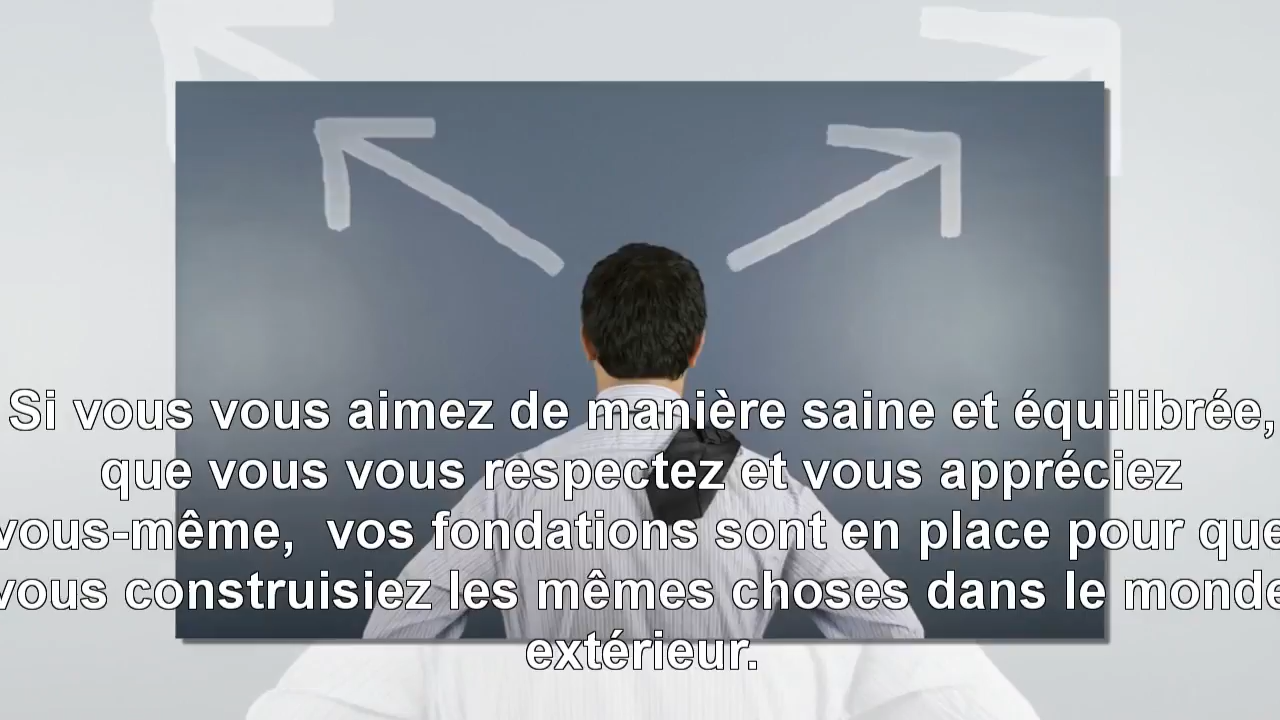 Si vous vous aimez de manière saine et équilibrée,
que vous vous respectez et vous appréciez
vous-même,  vos fondations sont en place pour que
vous construisiez les mêmes choses dans le monde
extérieur.